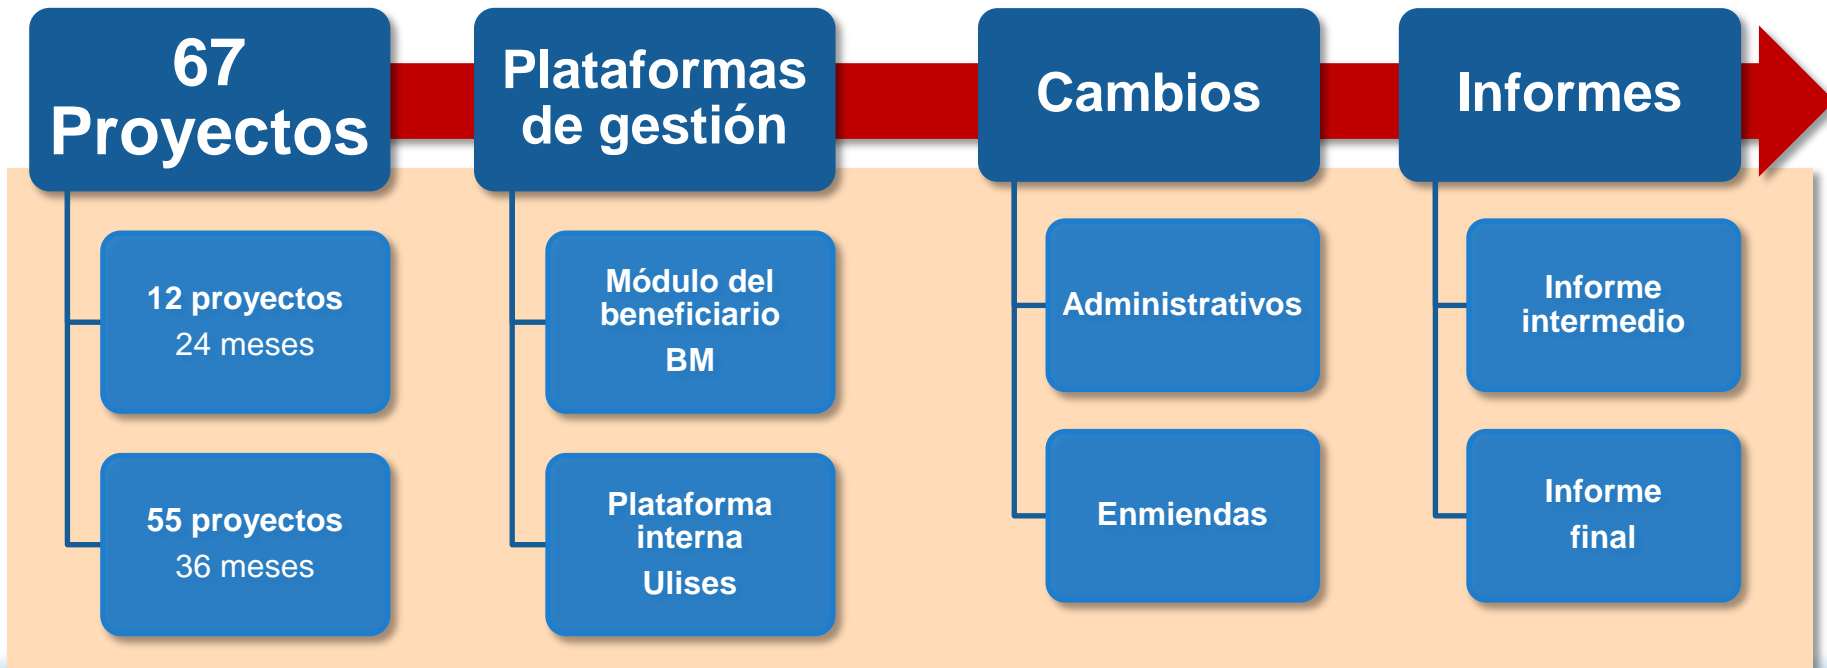 67
Proyectos
12 proyectos
24 meses
55 proyectos
36 meses
Plataformas
de gestión
Módulo del
beneficiario
BM
Plataforma
interna
Ulises
Cambios
Administrativos
Enmiendas
Informes
Informe
intermedio
Informe
final